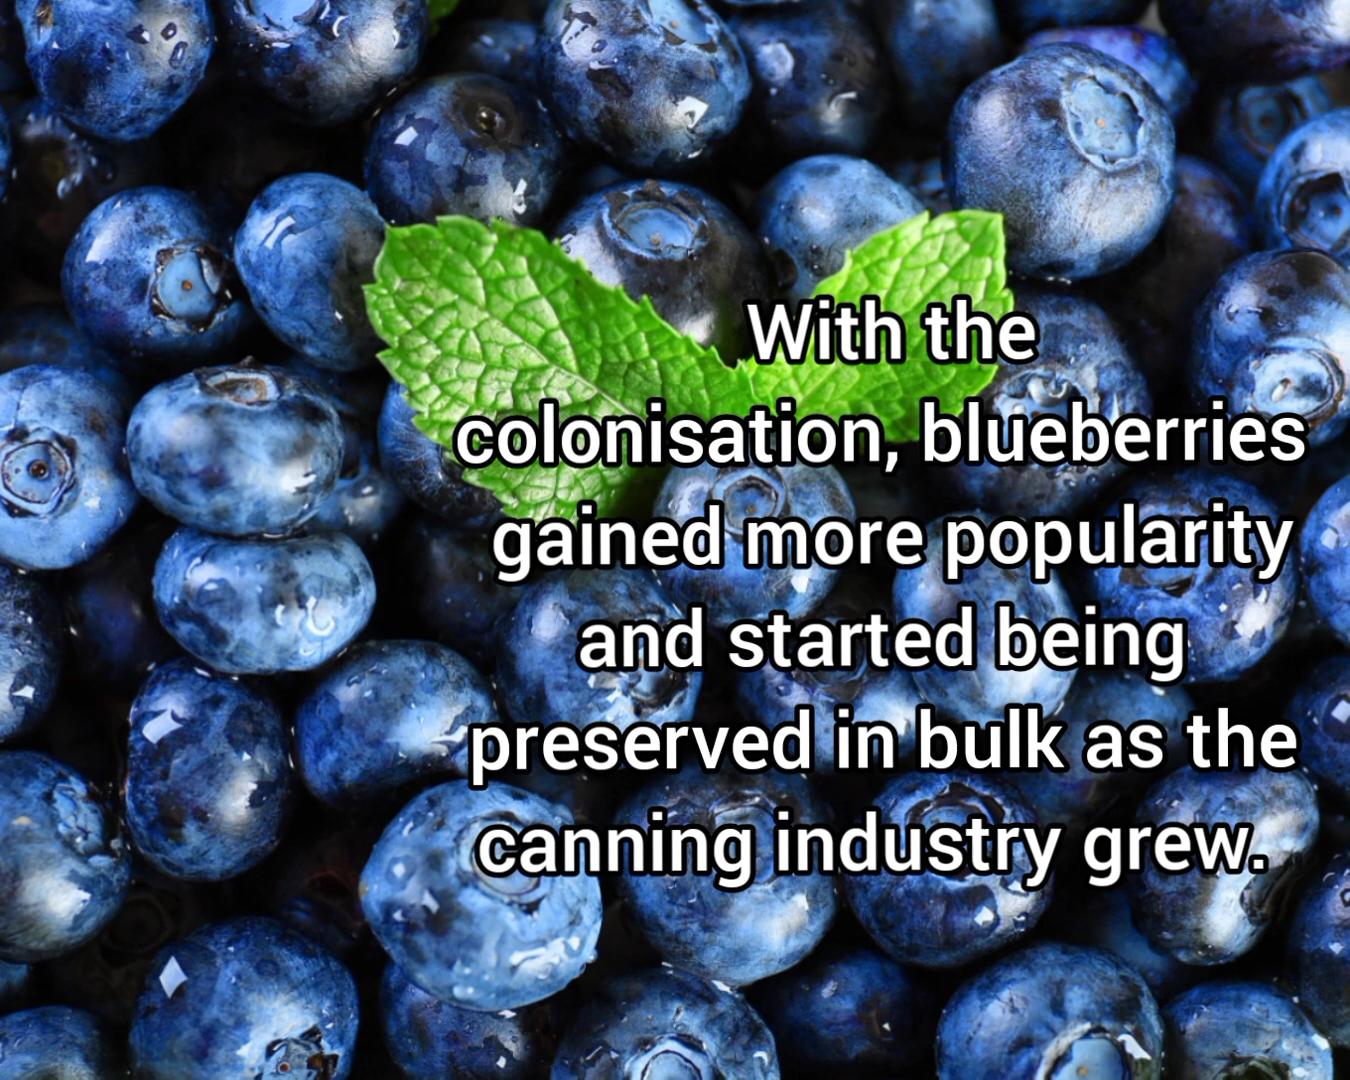 With the
colonisation, blueberries
gained more popularity
and started being
preserved in bulk as the
canning industry grew.